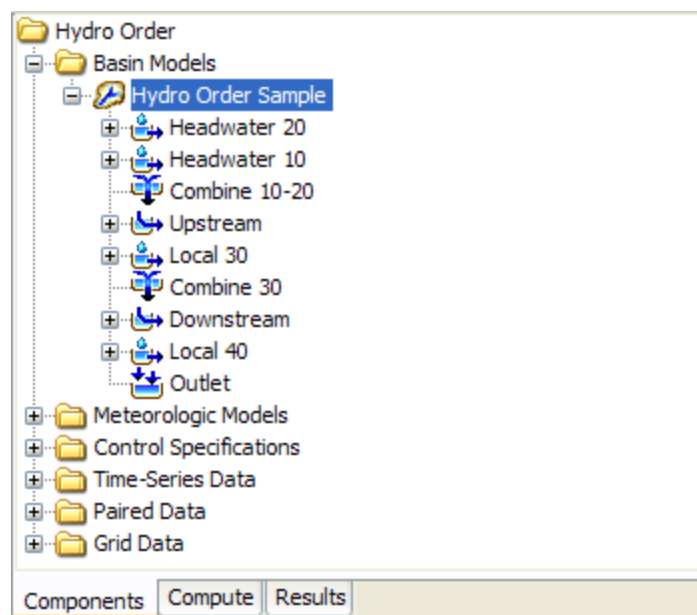 Hydro Order
Basin Models
Hydro Order Sample
Headwater 20
Headwater 10
Combine 10-20
Upstream
Local 30
Combine 30
Downstream
Local 40
Outlet
Meteorologic Models
Control Specifications
Time-Series Data
Paired Data
Grid Data
Components Compute Results